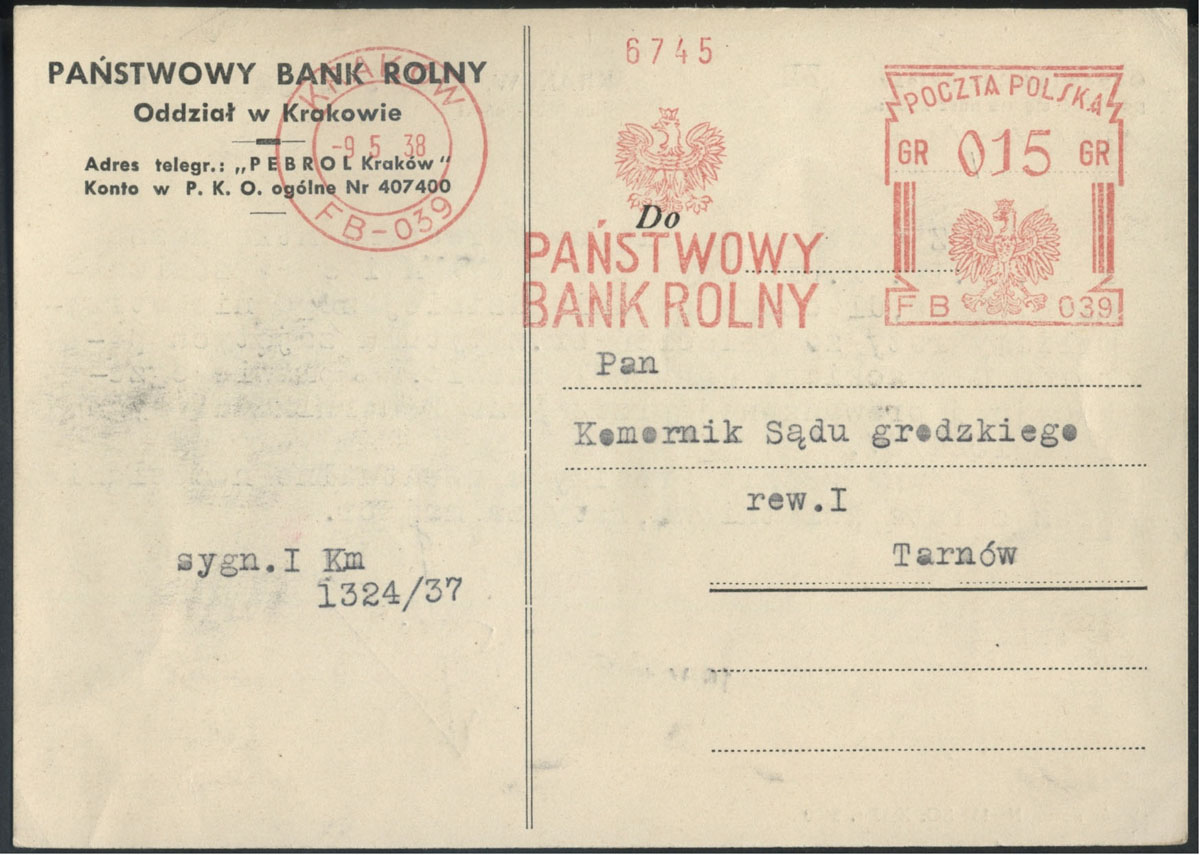 PAŃSTWOWY BANK ROLNY
Oddział w Krakowie
Adres telegr.: „PEBROL Kraków"
Konto w P. K. O. ogólne Nr 407400
KRAKÓW
-9 5 38
FB-039
sygn.I Km
1324/37
6745
POCZTA POLSKA
GR 015 GR
FB 039
Do
PAŃSTWOWY
BANK ROLNY
Pan
Komornik Sądu grodzkiego
rew.I
Tarnów